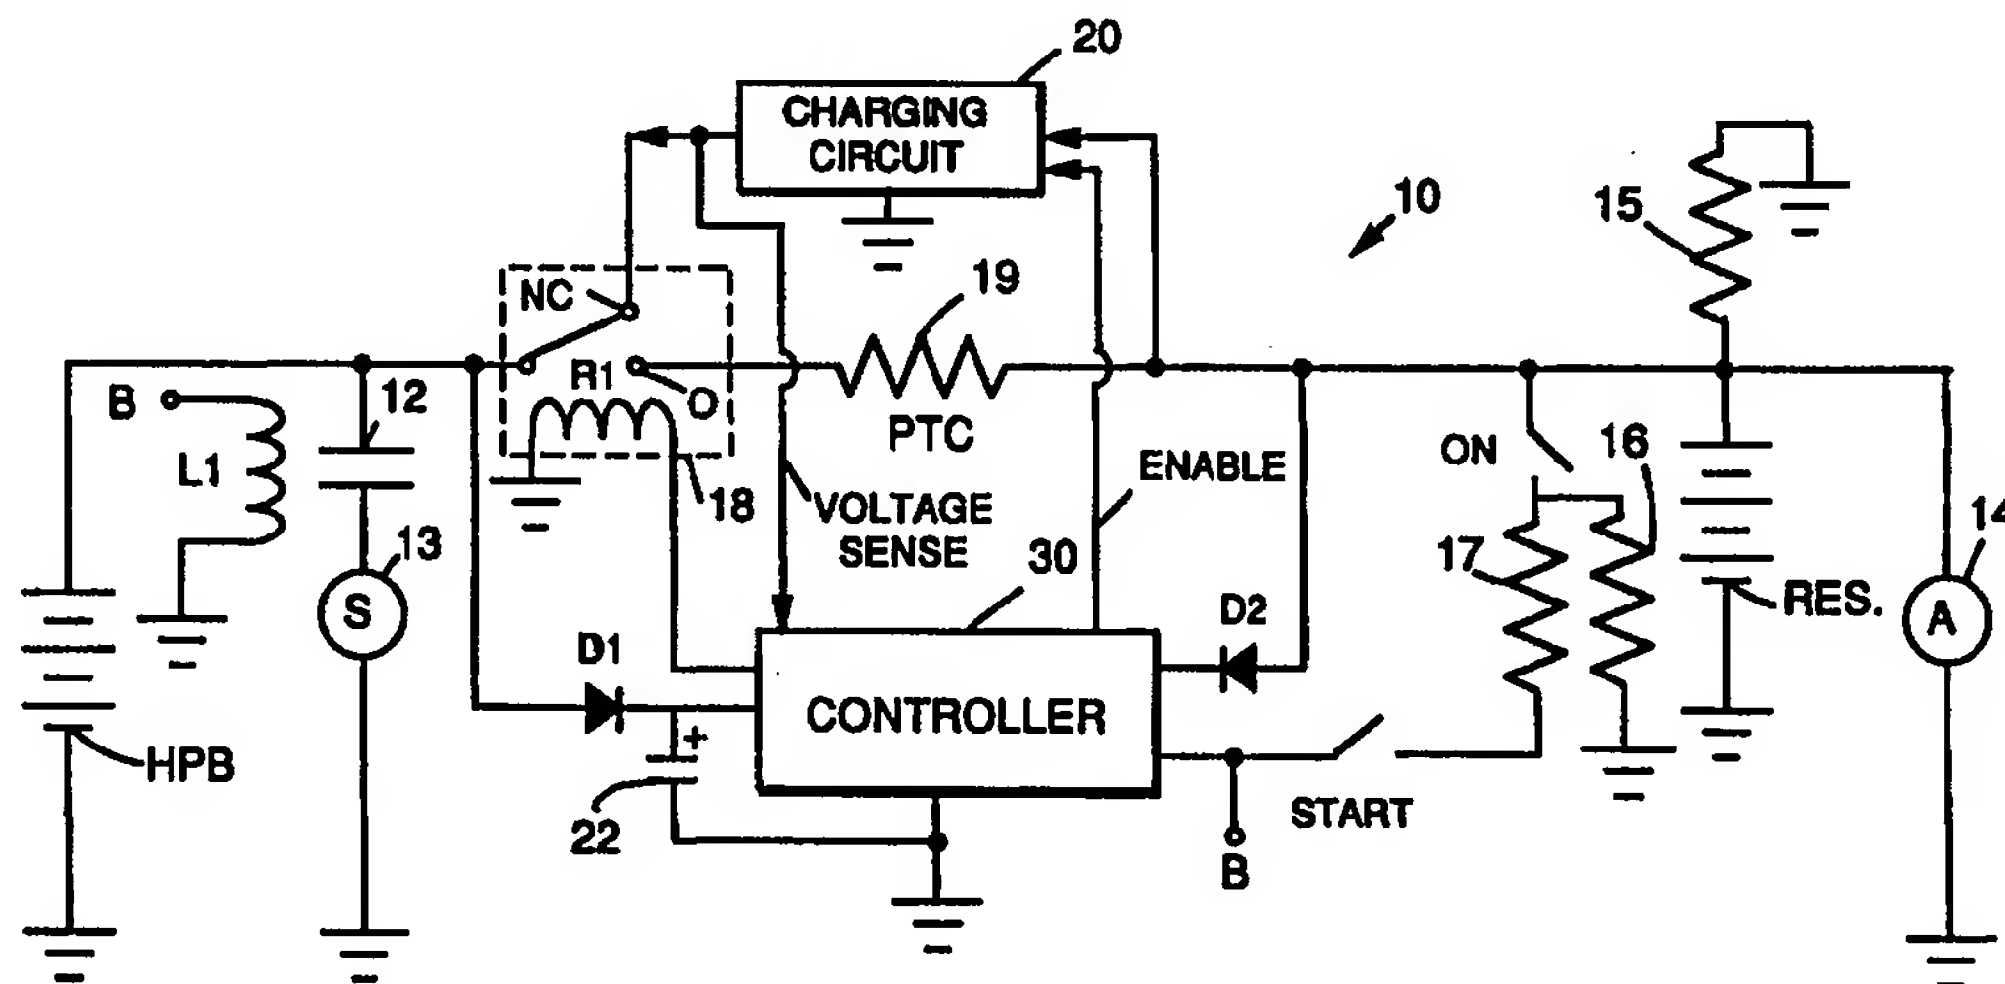 20
CHARGING
CIRCUIT
10
15
NC
19
B
12
R1
O
PTC
ON
16
L1
ENABLE
18
VOLTAGE
SENSE
13
30
17
14
S
D1
D2
RES.
A
CONTROLLER
+
HPB
22
START
B